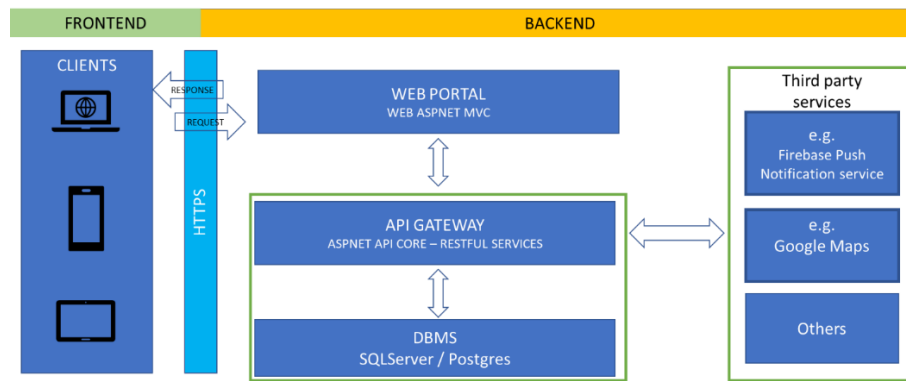 FRONTEND
BACKEND
CLIENTS
RESPONSE
REQUEST
HTTPS
WEB PORTAL
WEB ASPNET MVC
API GATEWAY
ASPNET API CORE – RESTFUL SERVICES
DBMS
SQLServer / Postgres
Third party
services
e.g.
Firebase Push
Notification service
e.g.
Google Maps
Others